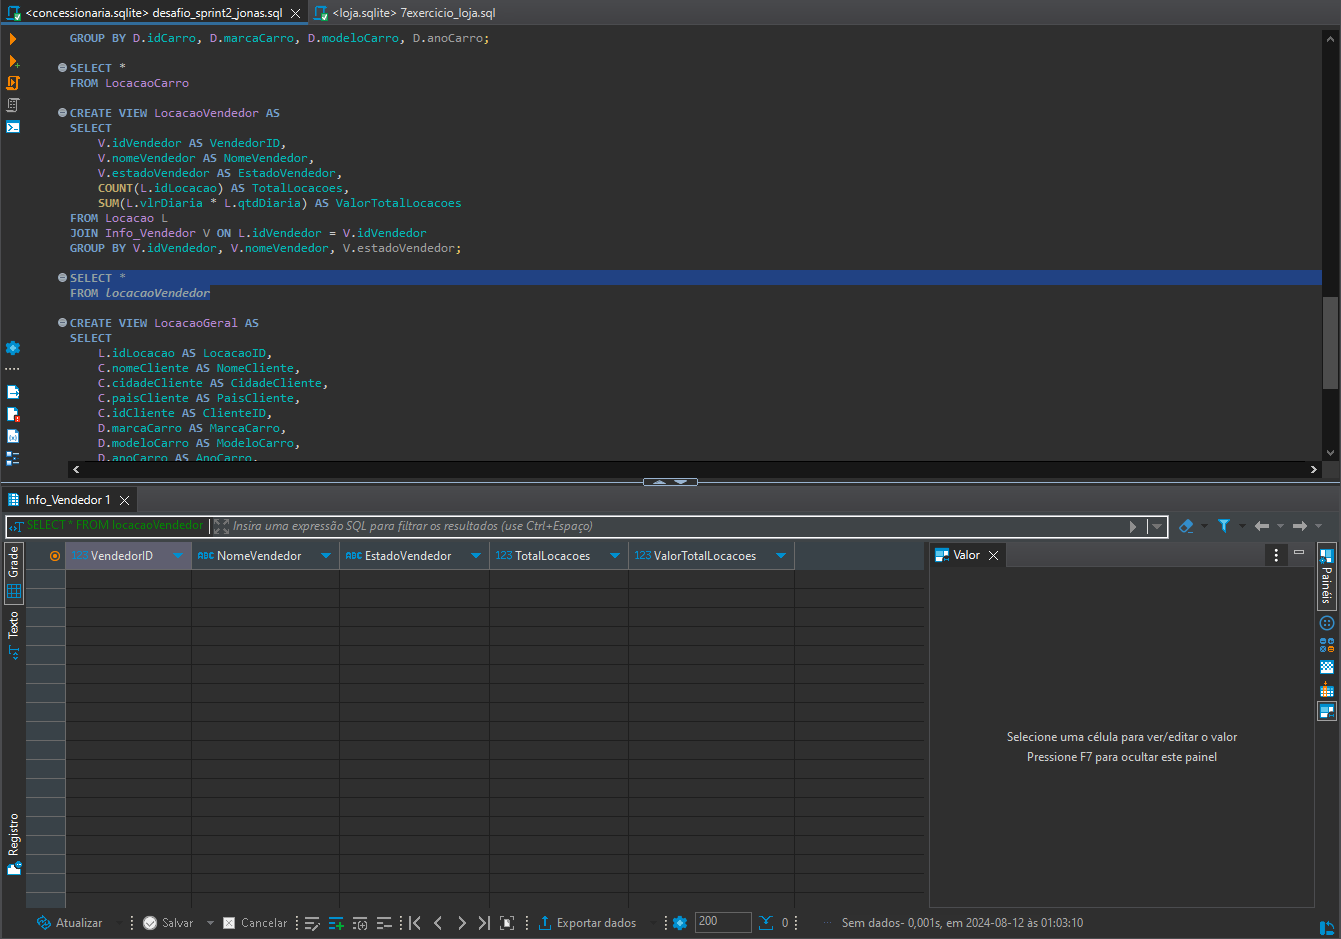 <concessionaria.sqlite> desafio_sprint2_jonas.sql
<loja.sqlite> 7exercicio_loja.sql
GROUP BY D.idCarro, D.marcaCarro, D.modeloCarro, D.anoCarro;
SELECT *
FROM LocacaoCarro
CREATE VIEW LocacaoVendedor AS
SELECT
V.idVendedor AS VendedorID,
V.nomeVendedor AS NomeVendedor,
V.estadoVendedor AS EstadoVendedor,
COUNT(L.idLocacao) AS TotalLocacoes,
SUM(L.vlrDiaria * L.qtdDiaria) AS ValorTotalLocacoes
FROM Locacao L
JOIN Info_Vendedor V ON L.idVendedor = V.idVendedor
GROUP BY V.idVendedor, V.nomeVendedor, V.estadoVendedor;
SELECT *
FROM locacaoVendedor
CREATE VIEW LocacaoGeral AS
SELECT
L.idLocacao AS LocacaoID,
C.nomeCliente AS NomeCliente,
C.cidadeCliente AS CidadeCliente,
C.paisCliente AS PaisCliente,
C.idCliente AS ClienteID,
D.marcaCarro AS MarcaCarro,
D.modeloCarro AS ModeloCarro,
D.anoCarro AS AnoCarro,
Info_Vendedor 1
SELECT * FROM locacaoVendedor
Insira uma expressão SQL para filtrar os resultados (use Ctrl+Espaço)
Grade
Texto
Registro
123 VendedorID
ABC NomeVendedor
ABC EstadoVendedor
123 TotalLocacoes
123 ValorTotalLocacoes
Valor
Selecione uma célula para ver/editar o valor
Pressione F7 para ocultar este painel
Painéis
Atualizar
Salvar
Cancelar
Exportar dados
200
0
Sem dados- 0,001s, em 2024-08-12 às 01:03:10